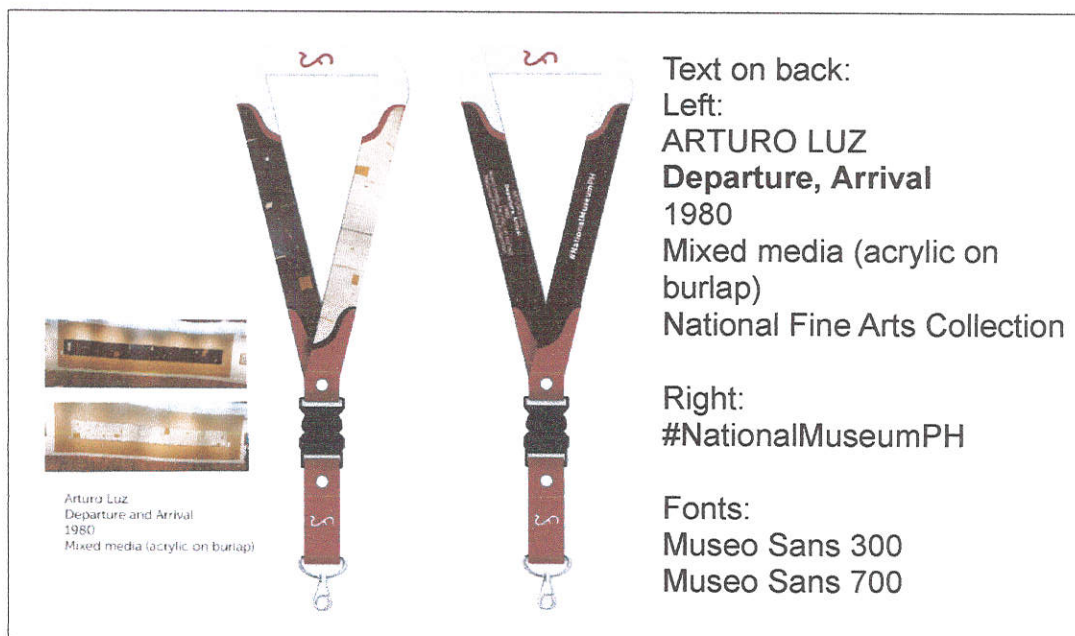 Text on back:
Left:
ARTURO LUZ
Departure, Arrival
1980
Mixed media (acrylic on
burlap)
National Fine Arts Collection
Right:
#NationalMuseumPH
Fonts:
Museo Sans 300
Museo Sans 700
#NationalMuseumPH
Arturo Luz
Departure and Arrival
1980
Mixed media (acrylic on burlap)